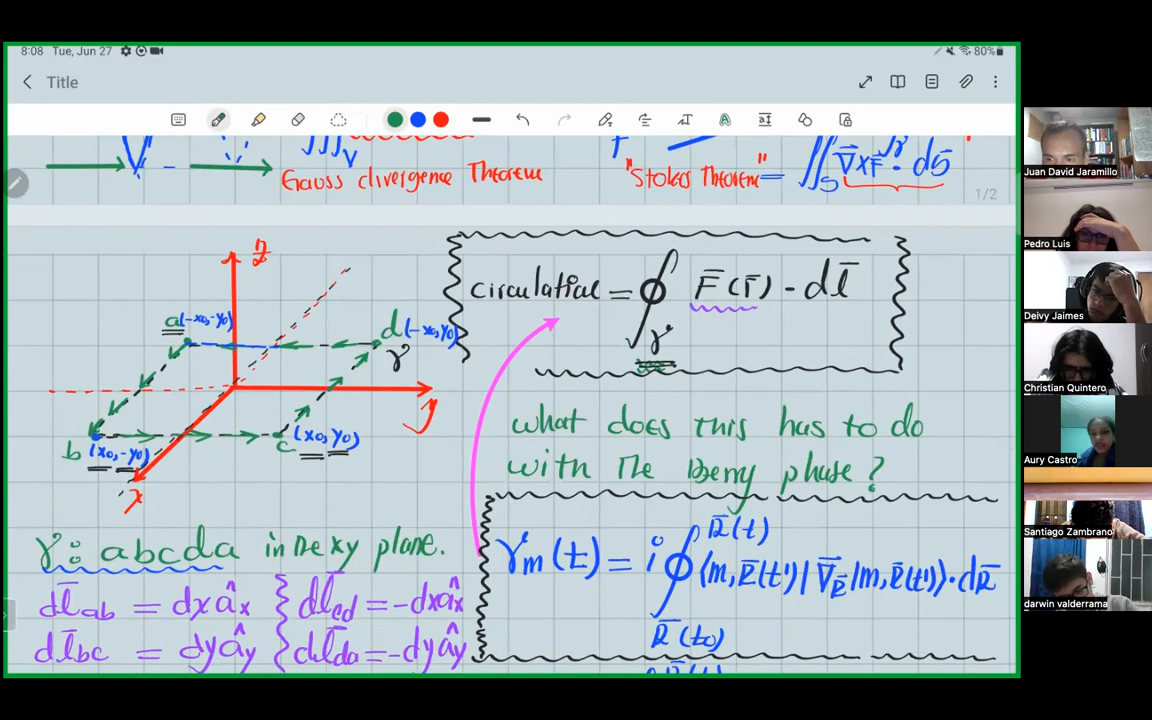 8:08 Tue, Jun 27
80%
Title
Gauss divergence Theorem
"Stokes Theorem" = ∬S ∇̄xF̄ · dσ̄
1/2
z
a(-x0,-y0)
d(-x0,y0)
γ
y
b (x0,-y0)
c (x0,y0)
x
circulatial = ∮γ F̄(r̄) · dl̄
what does this has to do
with The Berry phase?
γ: abcda in The xy plane.
dl̄ab = dx âx } dl̄cd = -dx âx
dl̄bc = dy ây } dl̄da = -dy ây
γm(t) = i ∮ R̄(t0) R̄(t) ⟨m,R̄(t')| ∇̄R̄ |m,R̄(t')⟩ · dR̄
Juan David Jaramillo
Pedro Luis
Deivy Jaimes
Christian Quintero
Aury Castro
Santiago Zambrano
darwin valderrama